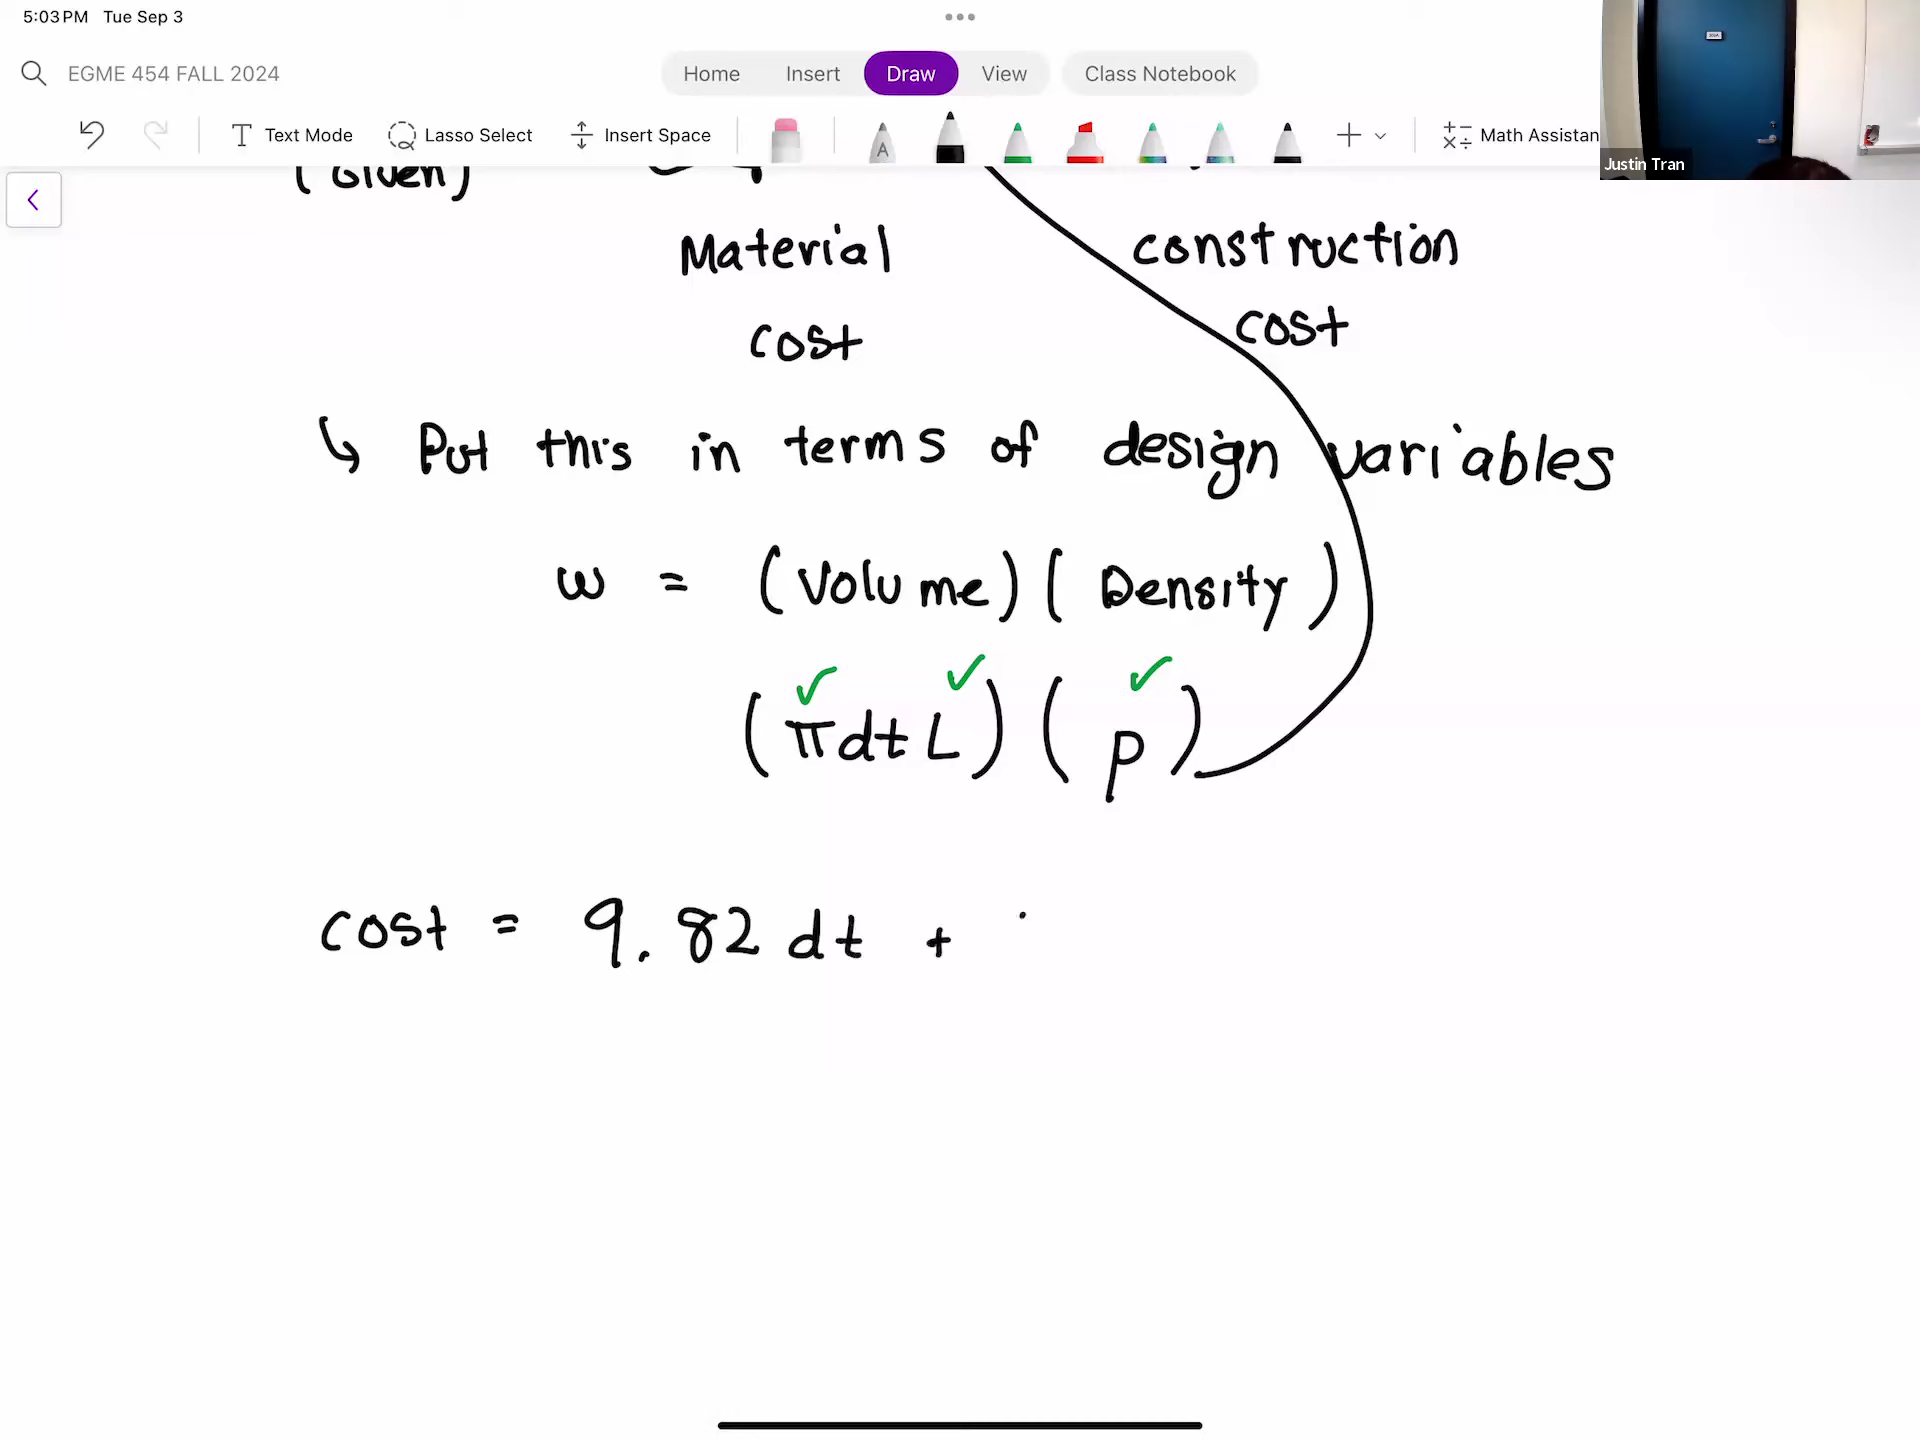 5:03 PM Tue Sep 3
EGME 454 FALL 2024
Home Insert Draw View Class Notebook
Text Mode Lasso Select Insert Space A Math Assistan
Justin Tran
(Given)
Material construction
cost cost
↳ Put this in terms of design variables
w = (Volume)(Density)
✓ ✓ ✓
(πdtL)(ρ)
cost = 9.82 dt +